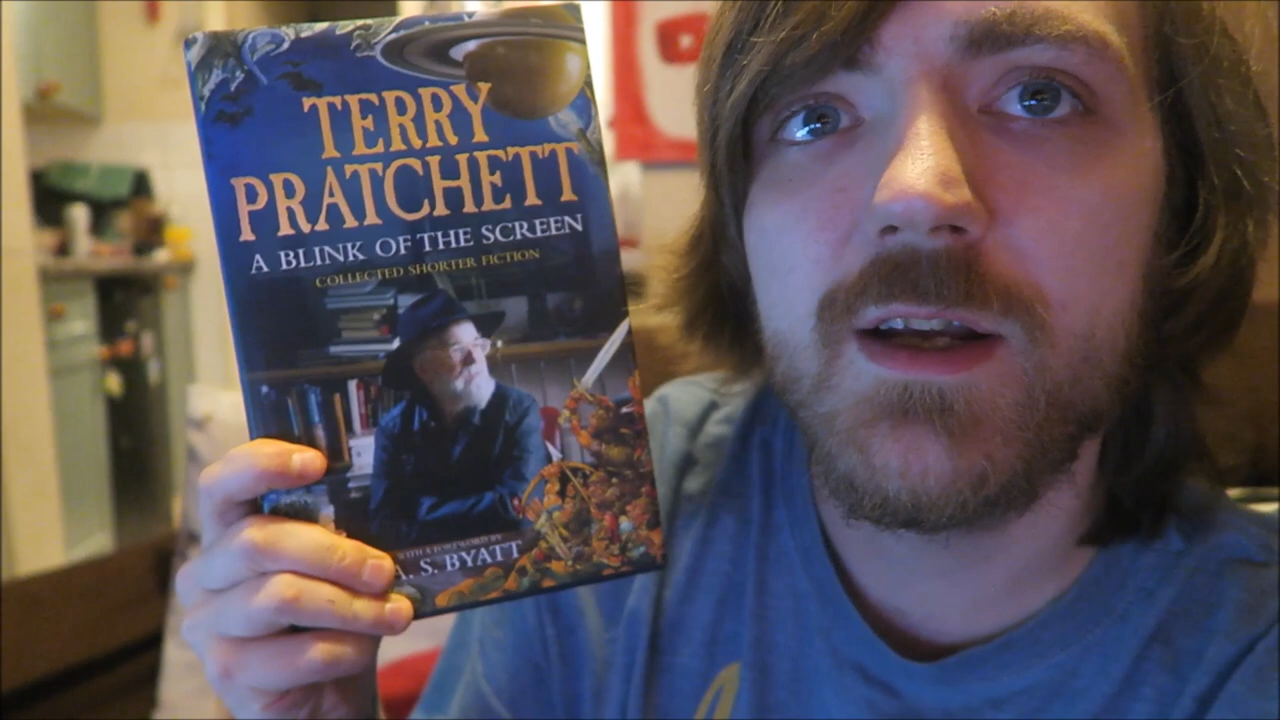 TERRY
PRATCHETT
A BLINK OF THE SCREEN
COLLECTED SHORTER FICTION
WITH A FOREWORD BY
A. S. BYATT